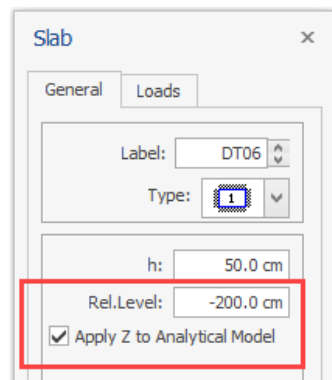 Slab
General Loads
Label: DT06
Type: 1
h: 50.0 cm
Rel.Level: -200.0 cm
Apply Z to Analytical Model